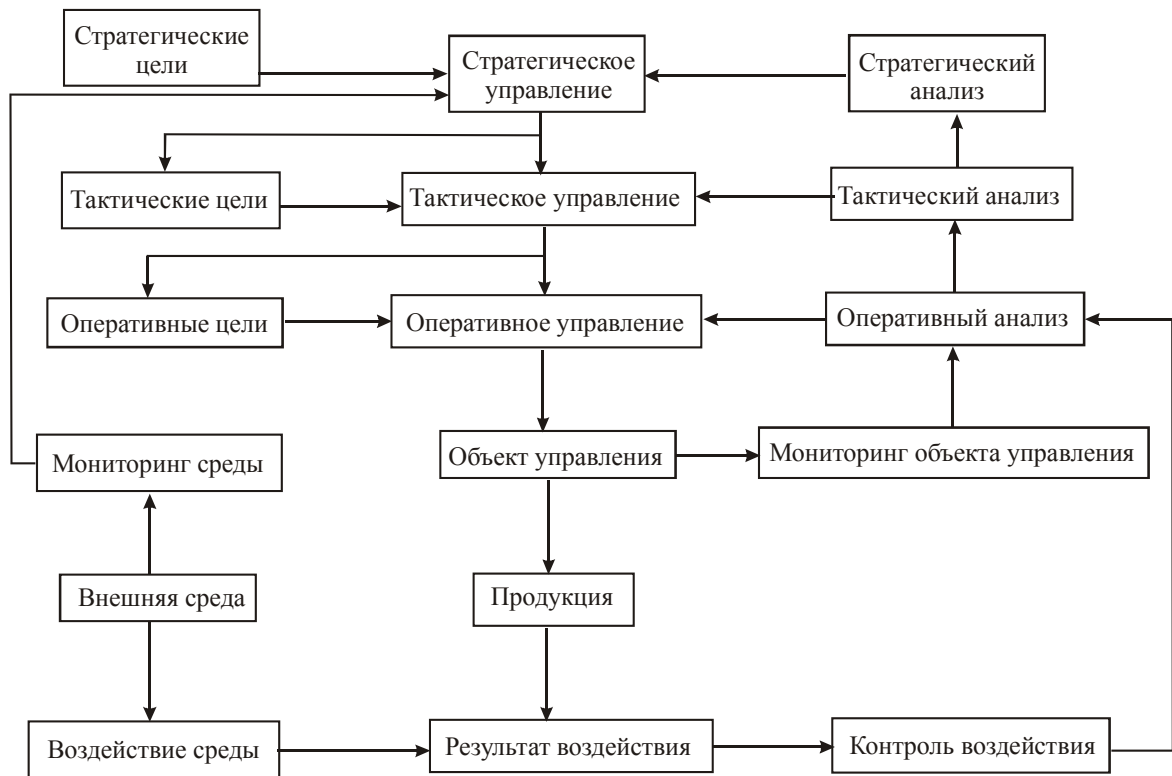 Стратегические
цели
Стратегическое
управление
Стратегический
анализ
Тактические цели
Тактическое управление
Тактический анализ
Оперативные цели
Оперативное управление
Оперативный анализ
Мониторинг среды
Объект управления
Мониторинг объекта управления
Внешняя среда
Продукция
Воздействие среды
Результат воздействия
Контроль воздействия